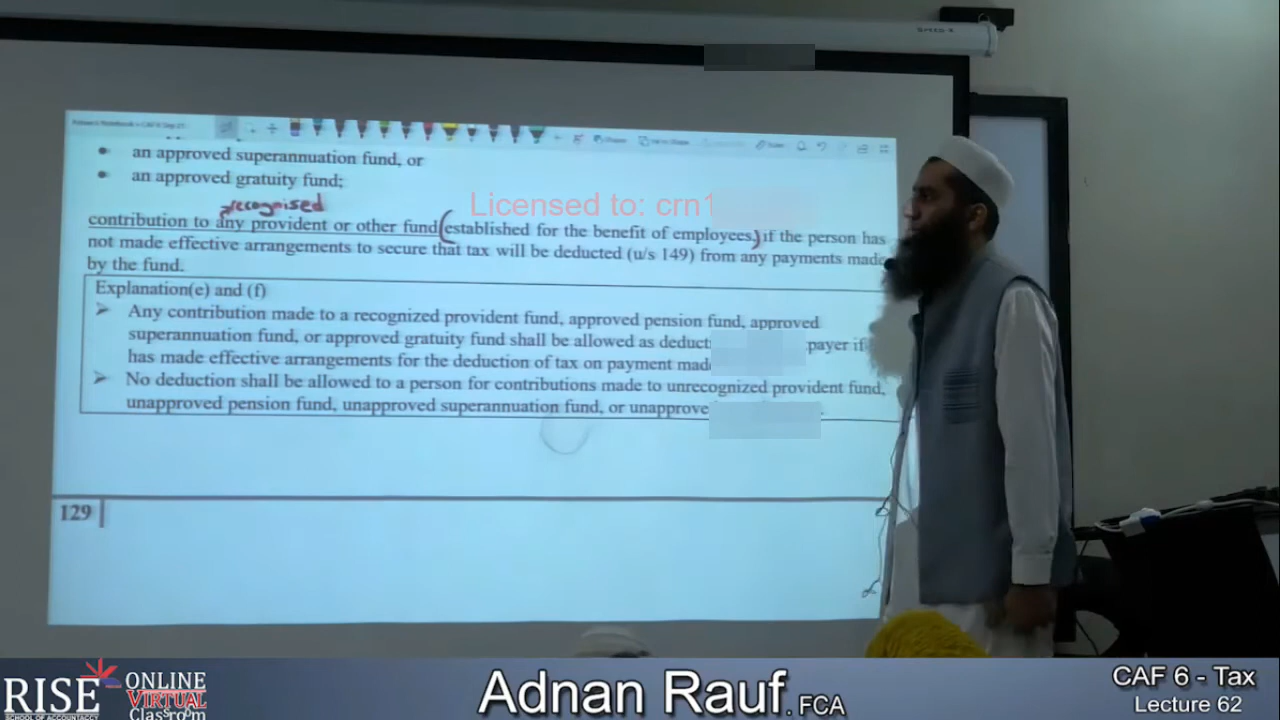 an approved superannuation fund, or
an approved gratuity fund;
recognised
Licensed to: crn1
contribution to any provident or other fund (established for the benefit of employees) if the person has
not made effective arrangements to secure that tax will be deducted (u/s 149) from any payments made
by the fund.
Explanation(e) and (f)
➢ Any contribution made to a recognized provident fund, approved pension fund, approved
superannuation fund, or approved gratuity fund shall be allowed as deduct payer if
has made effective arrangements for the deduction of tax on payment mad
➢ No deduction shall be allowed to a person for contributions made to unrecognized provident fund,
unapproved pension fund, unapproved superannuation fund, or unapprove
129
RISE
SCHOOL OF ACCOUNTANCY
ONLINE
VIRTUAL
Classroom
Adnan Rauf. FCA
CAF 6 - Tax
Lecture 62